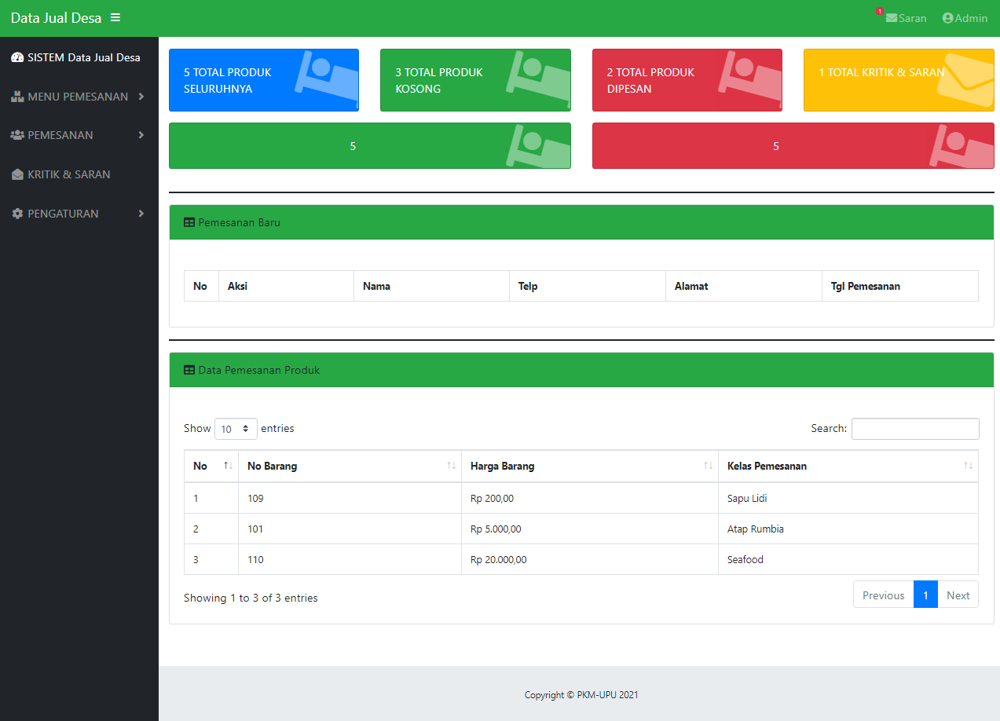 Data Jual Desa
1
Saran
Admin
SISTEM Data Jual Desa
MENU PEMESANAN
PEMESANAN
KRITIK & SARAN
PENGATURAN
5 TOTAL PRODUK
SELURUHNYA
3 TOTAL PRODUK
KOSONG
2 TOTAL PRODUK
DIPESAN
1 TOTAL KRITIK & SARAN
5
5
Pemesanan Baru
No Aksi Nama Telp Alamat Tgl Pemesanan
Data Pemesanan Produk
Show 10 entries Search:
No No Barang Harga Barang Kelas Pemesanan
1 109 Rp 200,00 Sapu Lidi
2 101 Rp 5.000,00 Atap Rumbia
3 110 Rp 20.000,00 Seafood
Showing 1 to 3 of 3 entries
Previous 1 Next
Copyright © PKM-UPU 2021